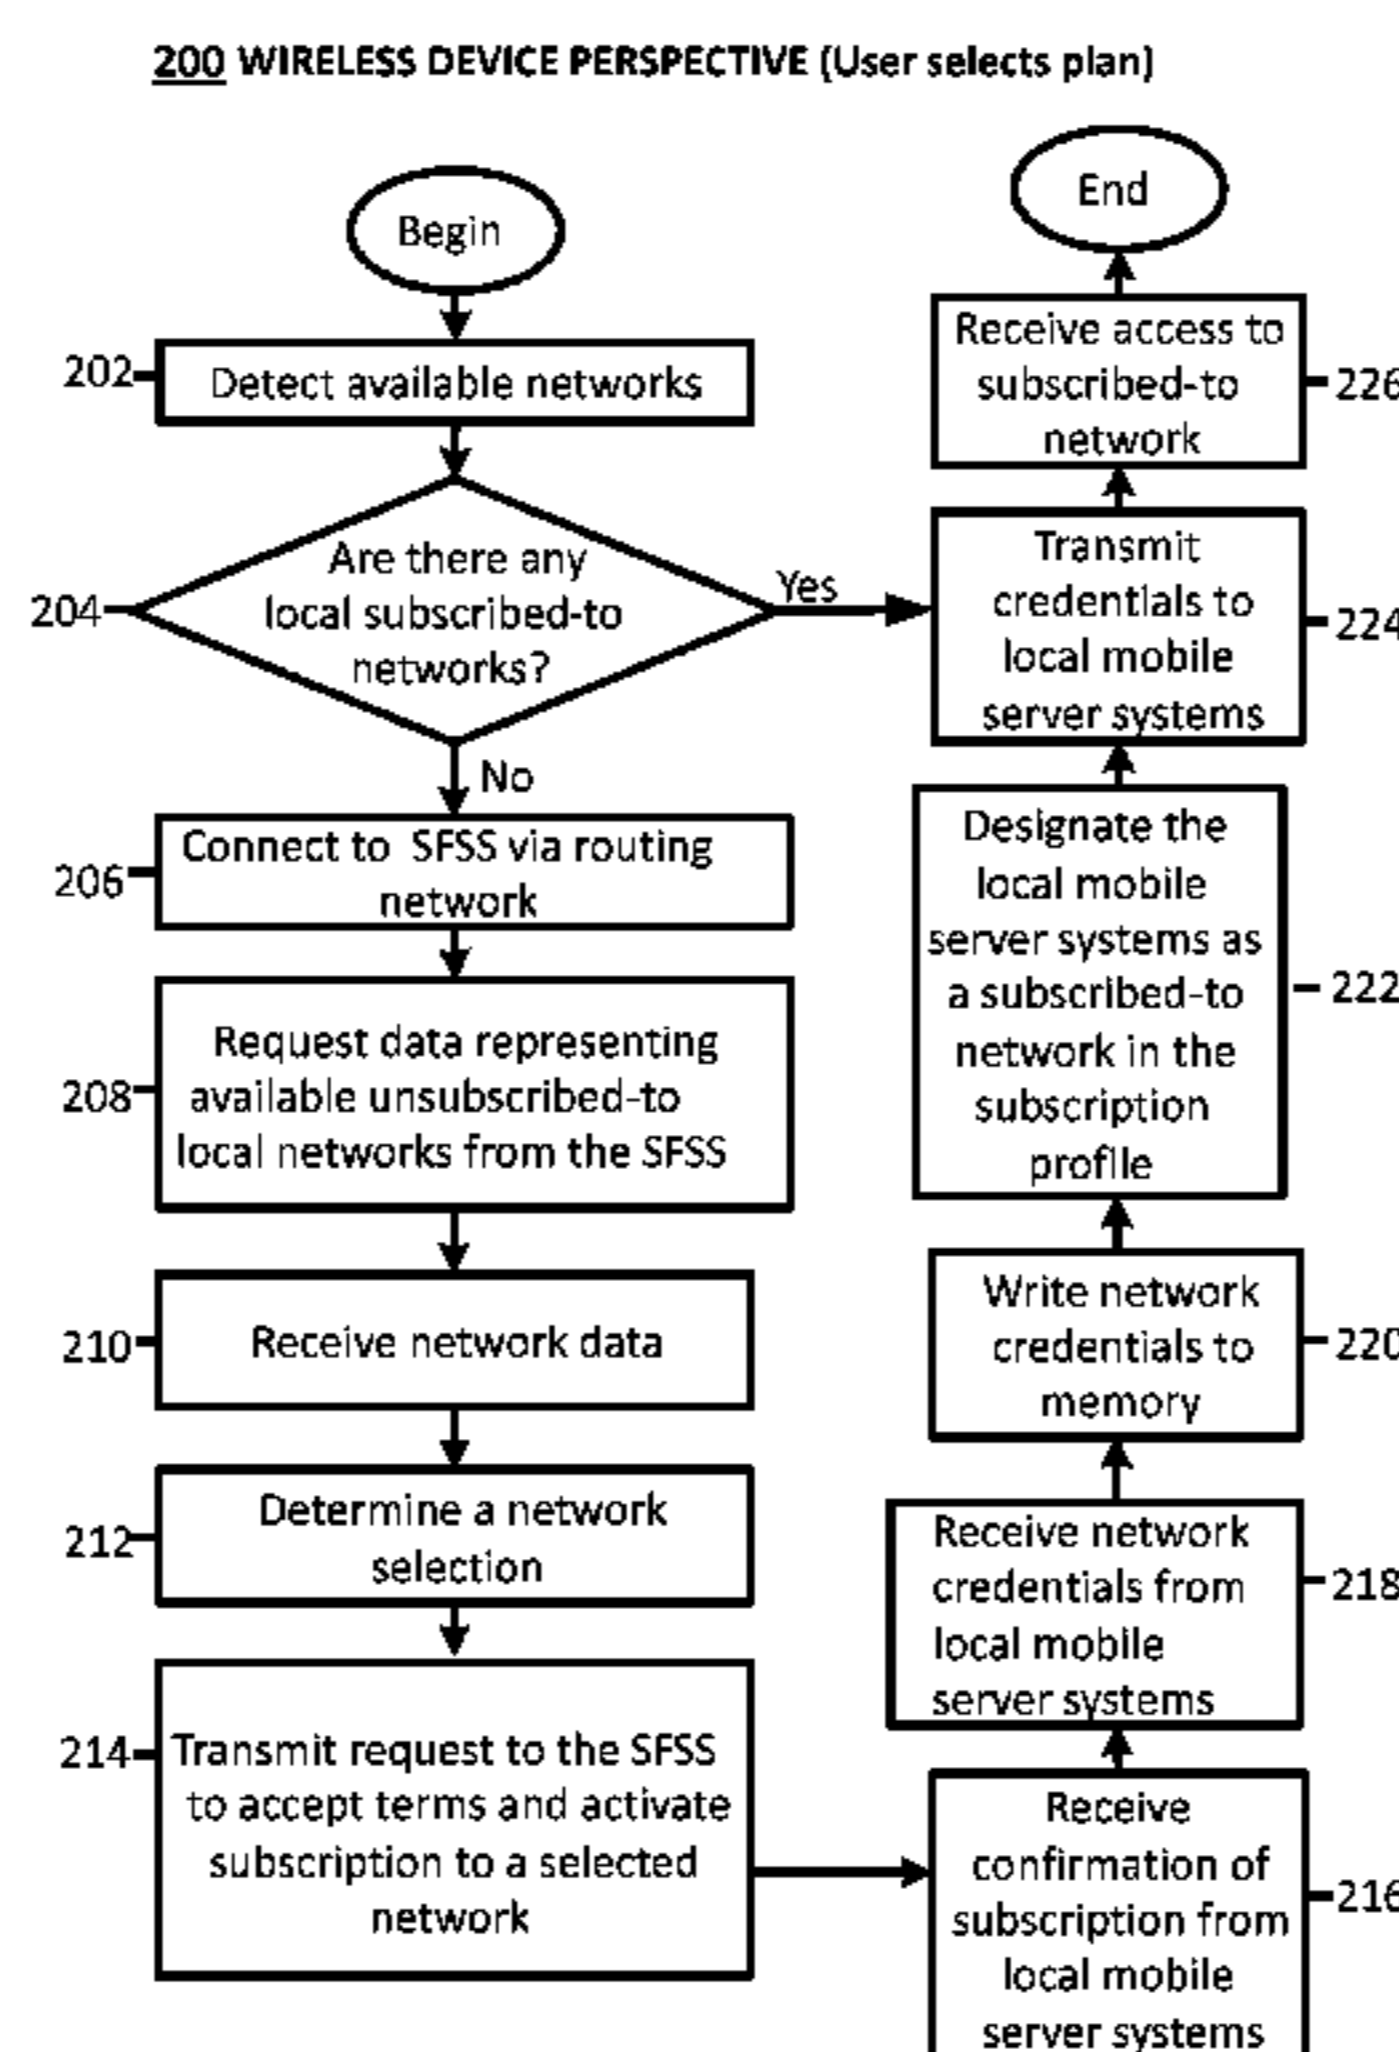 200 WIRELESS DEVICE PERSPECTIVE (User selects plan)
Begin
202
Detect available networks
204
Are there any
local subscribed-to
networks?
Yes
No
206
Connect to SFSS via routing
network
208
Request data representing
available unsubscribed-to
local networks from the SFSS
210
Receive network data
212
Determine a network
selection
214
Transmit request to the SFSS
to accept terms and activate
subscription to a selected
network
End
Receive access to
subscribed-to
network
226
Transmit
credentials to
local mobile
server systems
224
Designate the
local mobile
server systems as
a subscribed-to
network in the
subscription
profile
222
Write network
credentials to
memory
220
Receive network
credentials from
local mobile
server systems
218
Receive
confirmation of
subscription from
local mobile
server systems
216